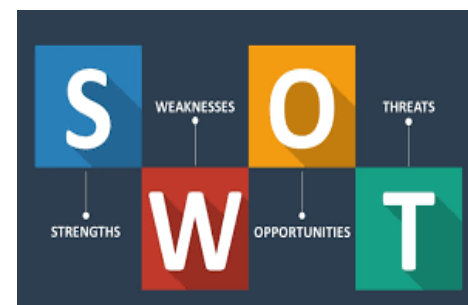 S
STRENGTHS
WEAKNESSES
W
O
OPPORTUNITIES
THREATS
T